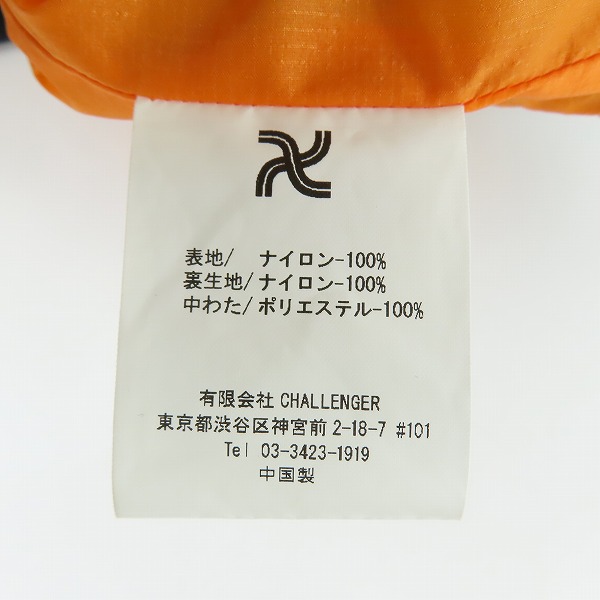 表地/ ナイロン-100%
裏生地/ナイロン-100%
中わた/ポリエステル-100%
有限会社 CHALLENGER
東京都渋谷区神宮前 2-18-7 #101
Tel 03-3423-1919
中国製